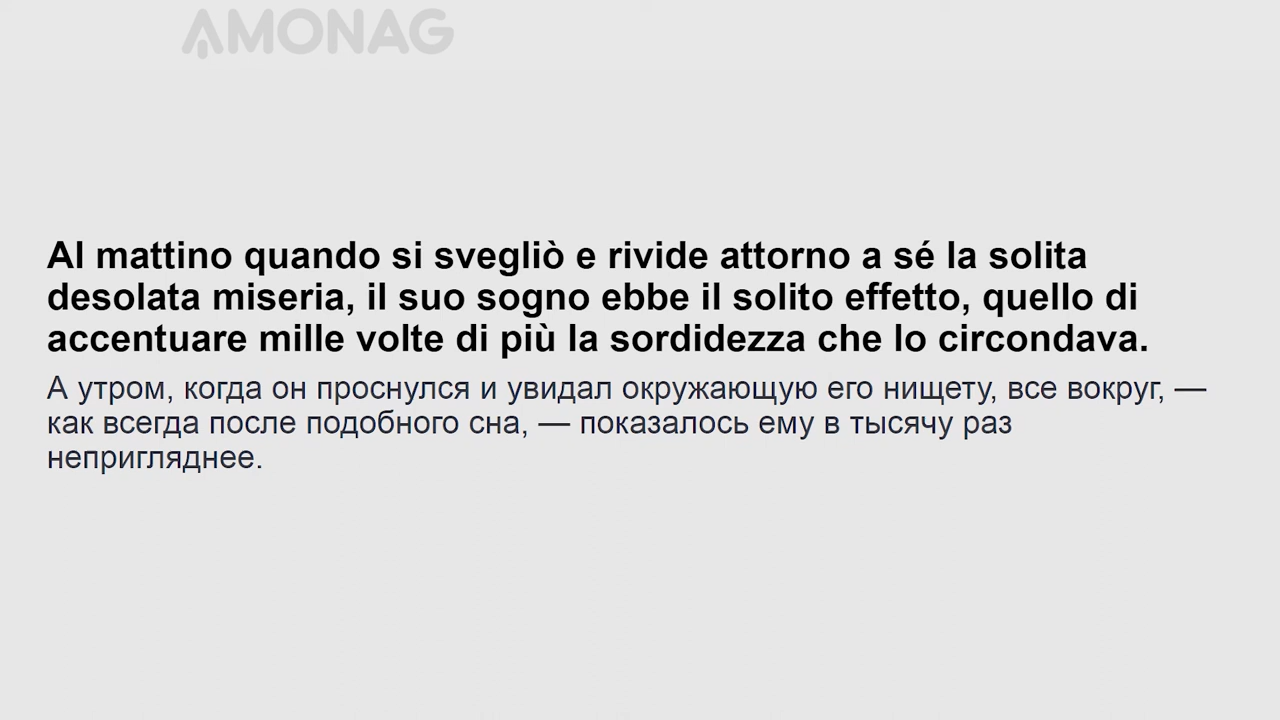 AMONAG
Al mattino quando si svegliò e rivide attorno a sé la solita
desolata miseria, il suo sogno ebbe il solito effetto, quello di
accentuare mille volte di più la sordidezza che lo circondava.
А утром, когда он проснулся и увидал окружающую его нищету, все вокруг, —
как всегда после подобного сна, — показалось ему в тысячу раз
непригляднее.